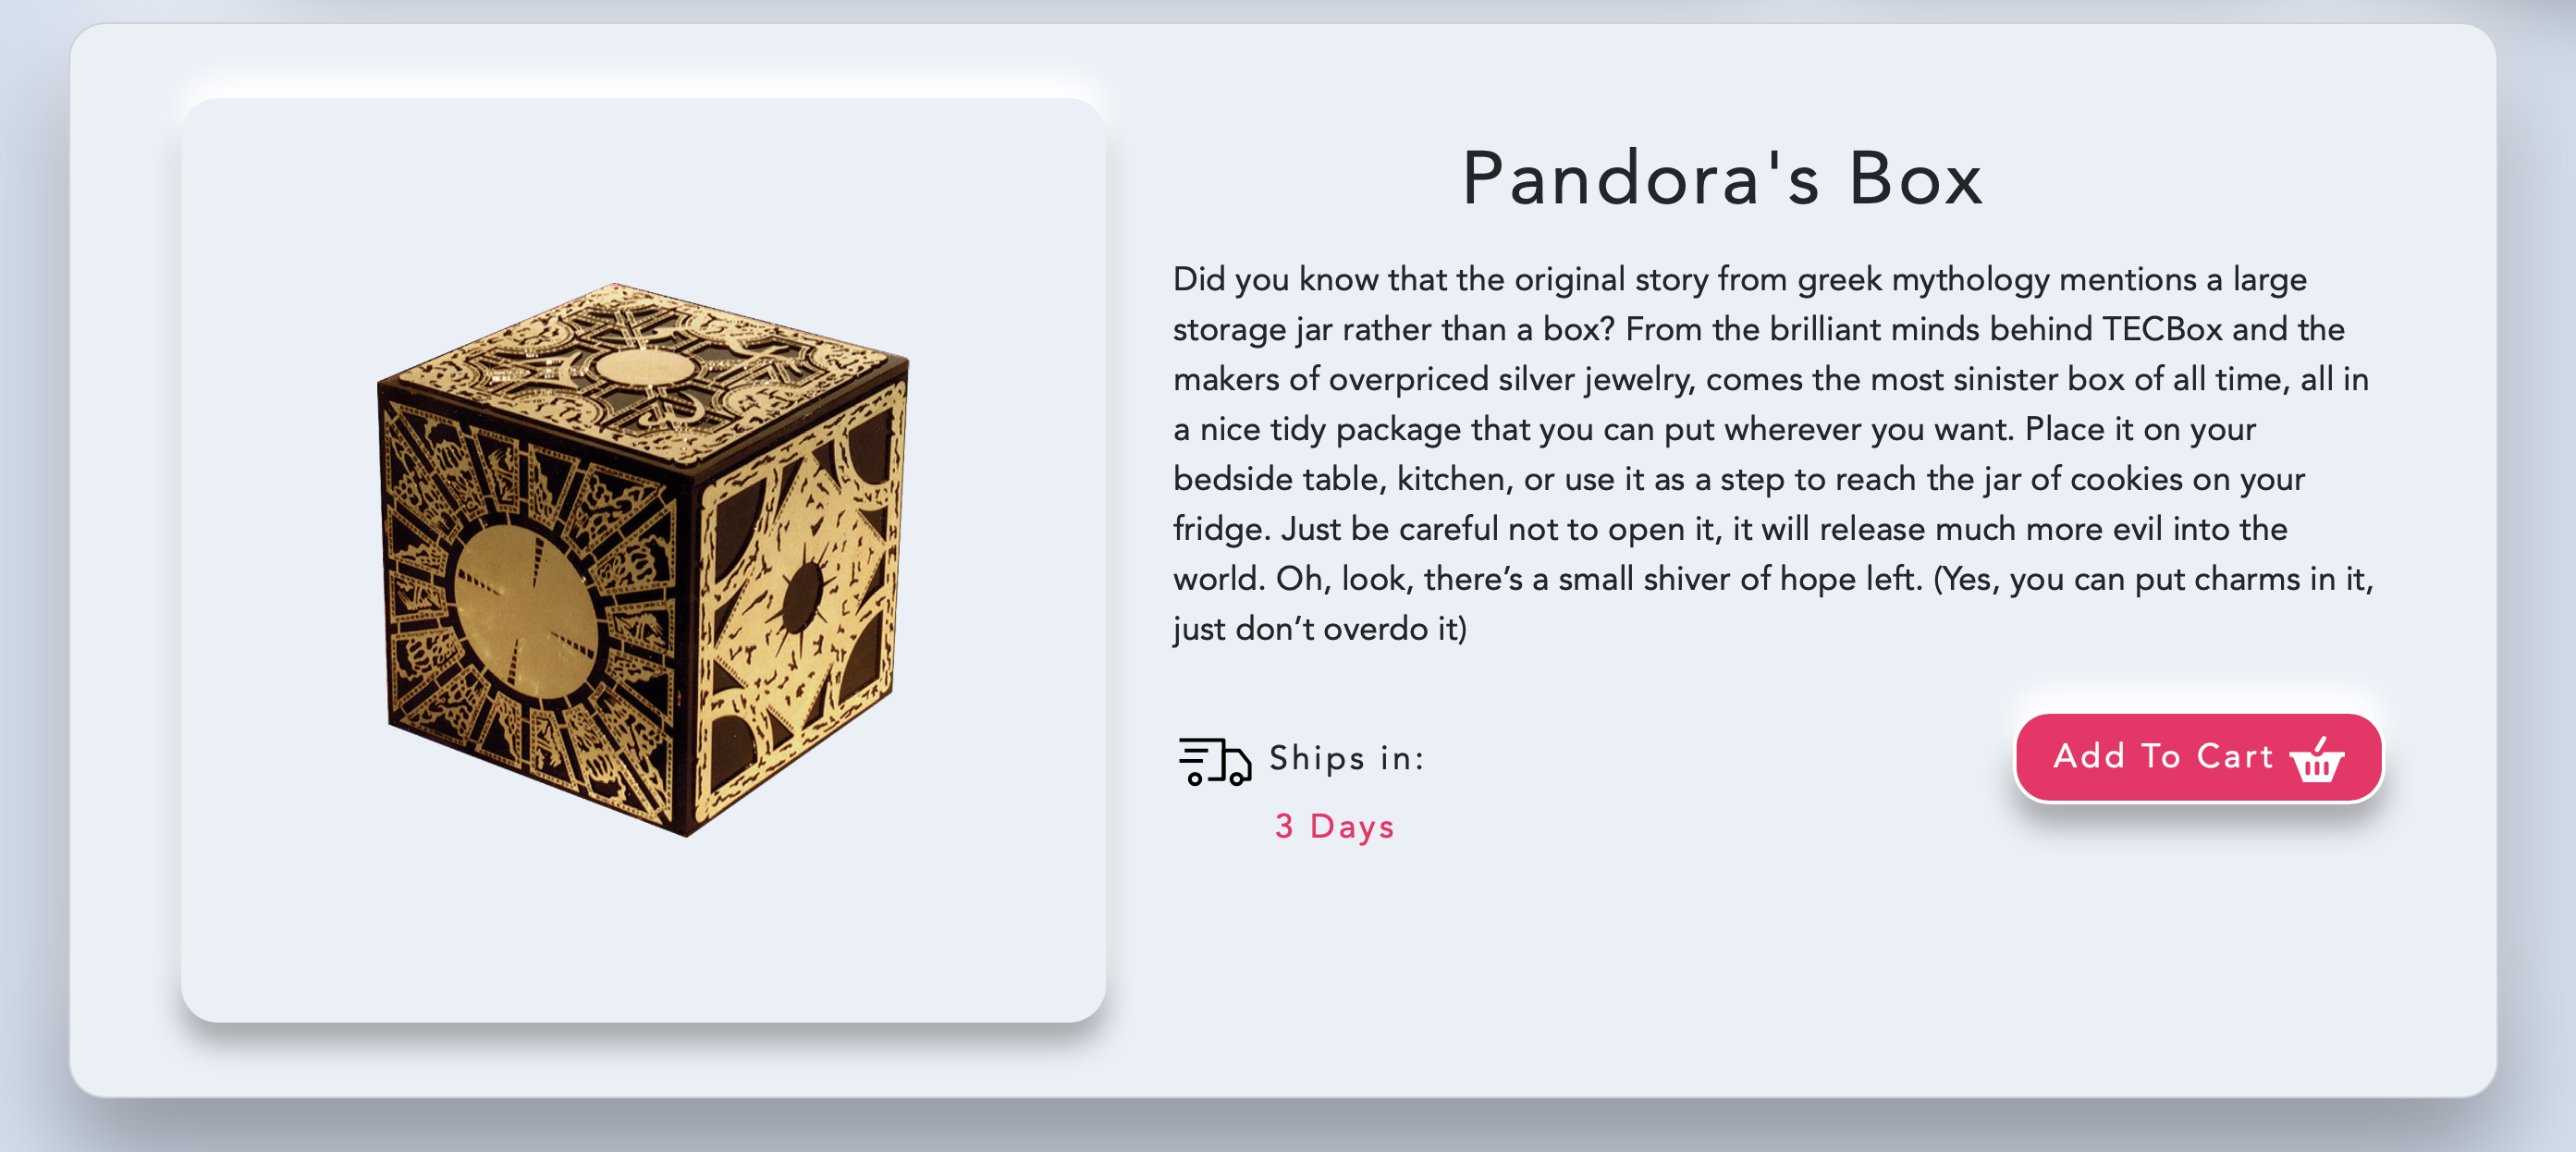 Pandora's Box
Did you know that the original story from greek mythology mentions a large
storage jar rather than a box? From the brilliant minds behind TECBox and the
makers of overpriced silver jewelry, comes the most sinister box of all time, all in
a nice tidy package that you can put wherever you want. Place it on your
bedside table, kitchen, or use it as a step to reach the jar of cookies on your
fridge. Just be careful not to open it, it will release much more evil into the
world. Oh, look, there’s a small shiver of hope left. (Yes, you can put charms in it,
just don’t overdo it)
Ships in:
3 Days
Add To Cart